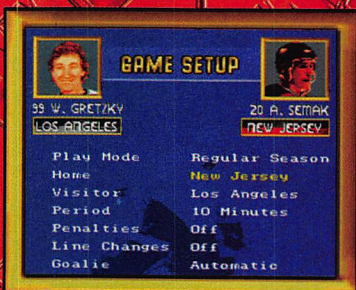 GAME SETUP
99 W. GRETZKY
20 A. SEMAK
LOS ANGELES
NEW JERSEY
Play Mode Regular Season
Home New Jersey
Visitor Los Angeles
Period 10 Minutes
Penalties Off
Line Changes Off
Goalie Automatic